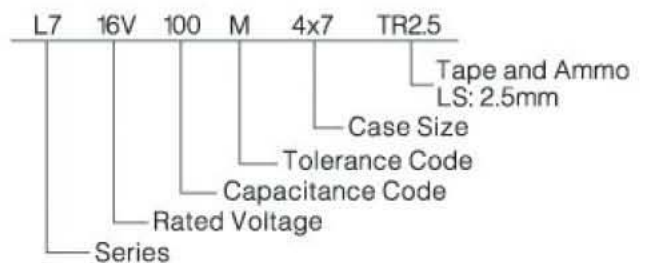 L7 16V 100 M 4x7 TR2.5
Tape and Ammo
LS: 2.5mm
Case Size
Tolerance Code
Capacitance Code
Rated Voltage
Series